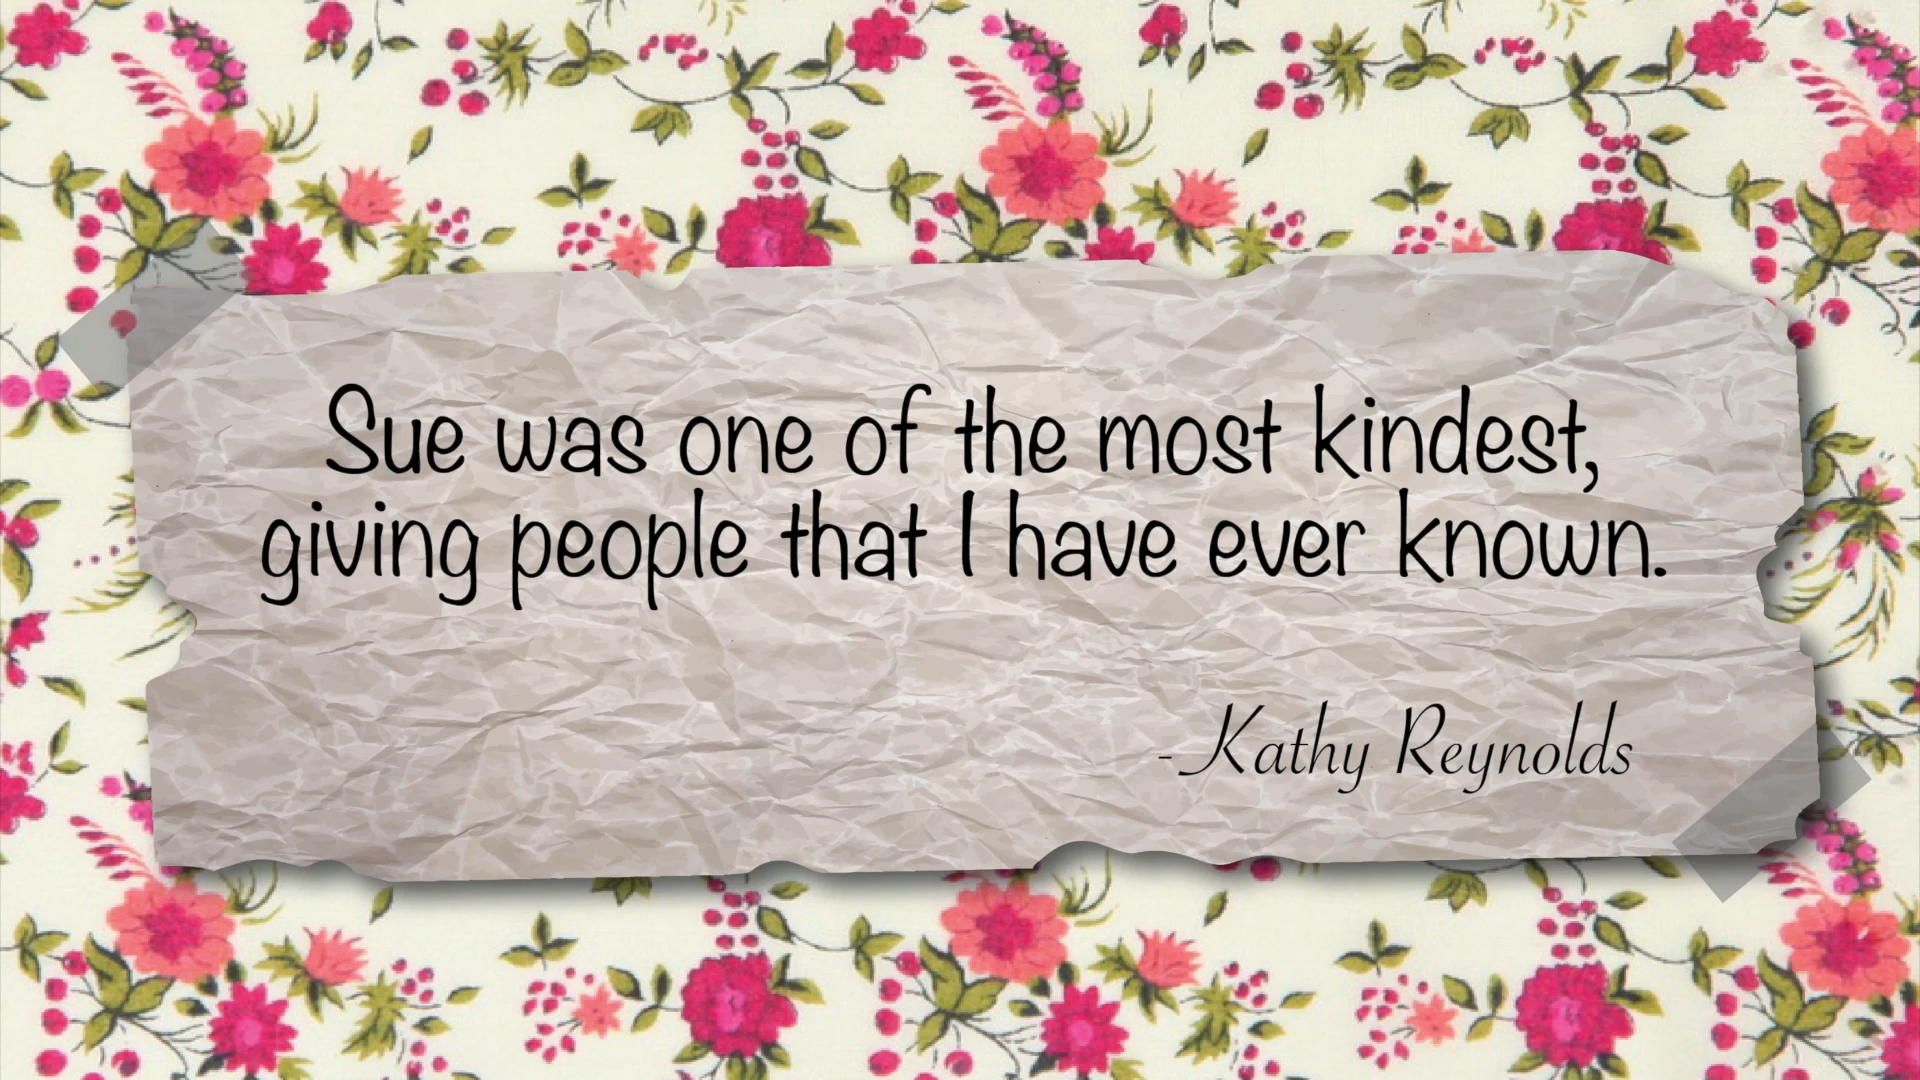 Sue was one of the most kindest,
giving people that I have ever known.
-Kathy Reynolds